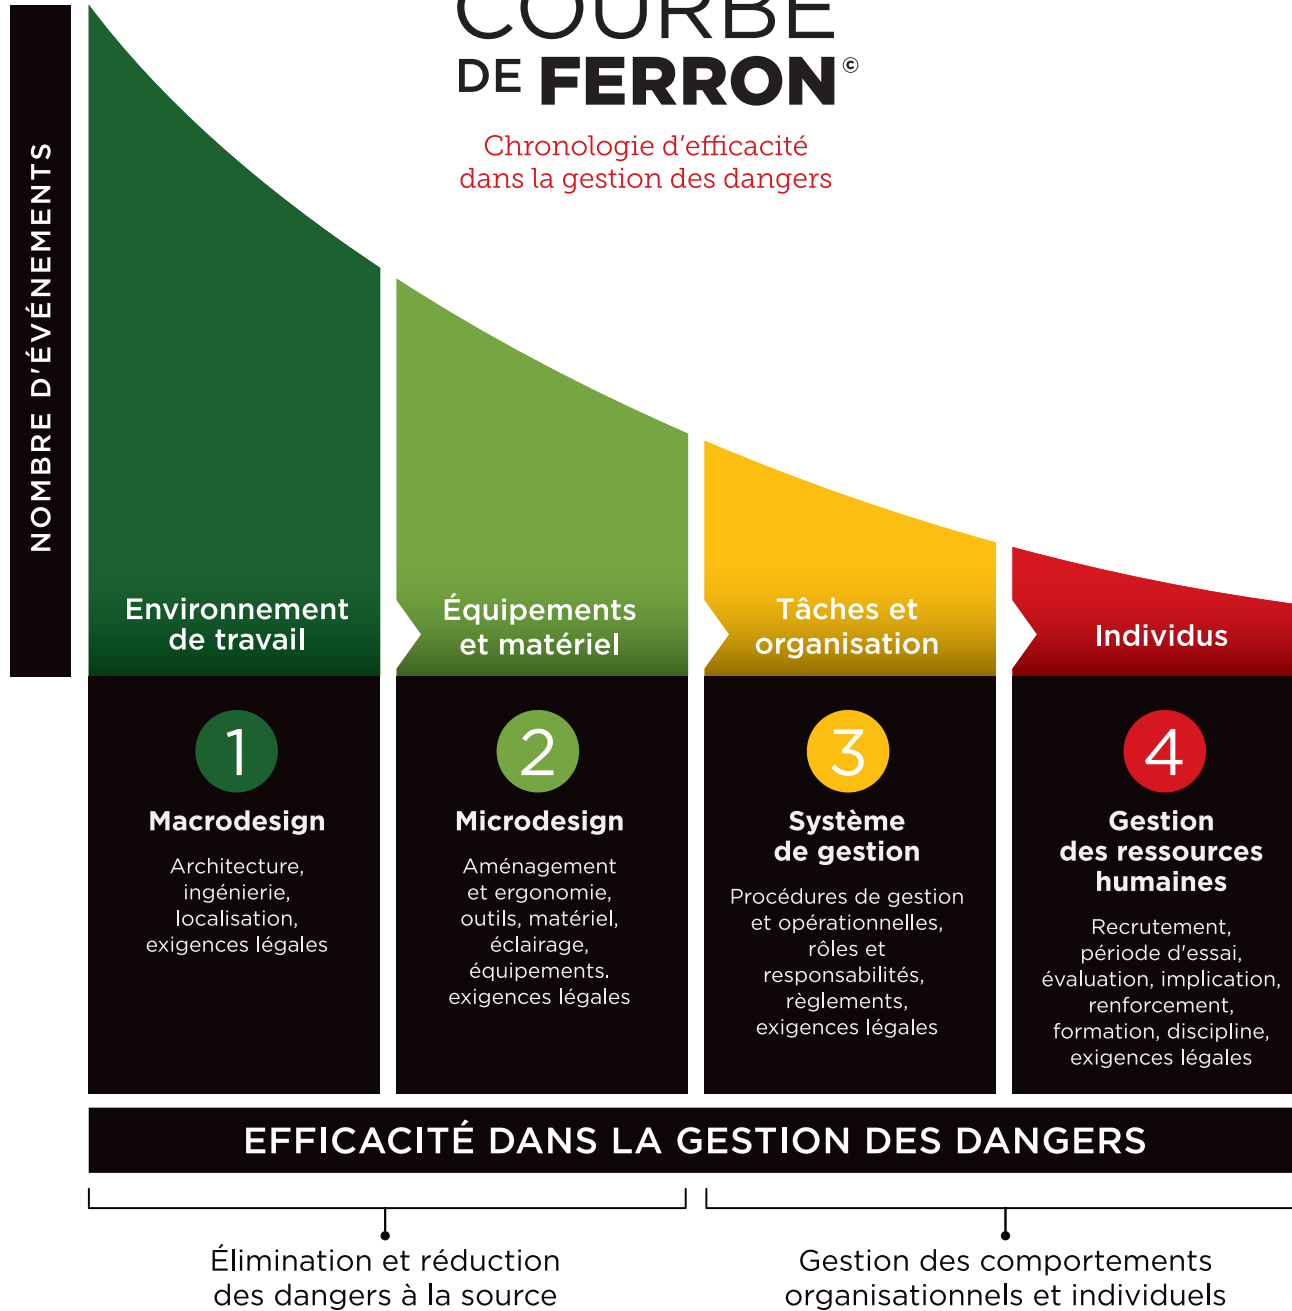 COURBE
DE FERRON©
Chronologie d'efficacité
dans la gestion des dangers
NOMBRE D'ÉVÉNEMENTS
Environnement
de travail
Équipements
et matériel
Tâches et
organisation
Individus
1
Macrodesign
Architecture,
ingénierie,
localisation,
exigences légales
2
Microdesign
Aménagement
et ergonomie,
outils, matériel,
éclairage,
équipements.
exigences légales
3
Système
de gestion
Procédures de gestion
et opérationnelles,
rôles et
responsabilités,
règlements,
exigences légales
4
Gestion
des ressources
humaines
Recrutement,
période d'essai,
évaluation, implication,
renforcement,
formation, discipline,
exigences légales
EFFICACITÉ DANS LA GESTION DES DANGERS
Élimination et réduction
des dangers à la source
Gestion des comportements
organisationnels et individuels